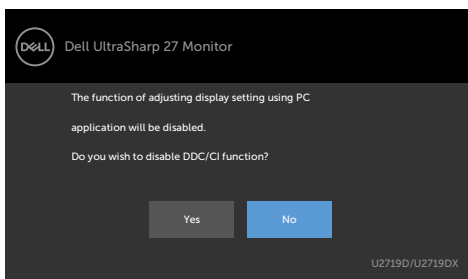 DELL Dell UltraSharp 27 Monitor
The function of adjusting display setting using PC
application will be disabled.
Do you wish to disable DDC/CI function?
Yes No
U2719D/U2719DX